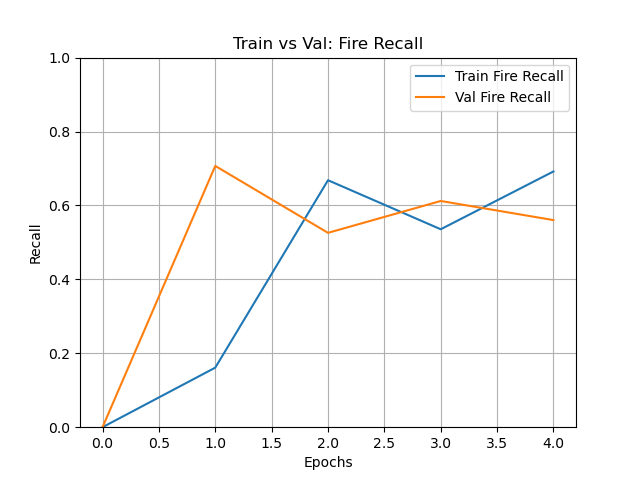 Train vs Val: Fire Recall
1.0
0.8
0.6
0.4
0.2
0.0
Recall
Train Fire Recall
Val Fire Recall
0.0 0.5 1.0 1.5 2.0 2.5 3.0 3.5 4.0
Epochs